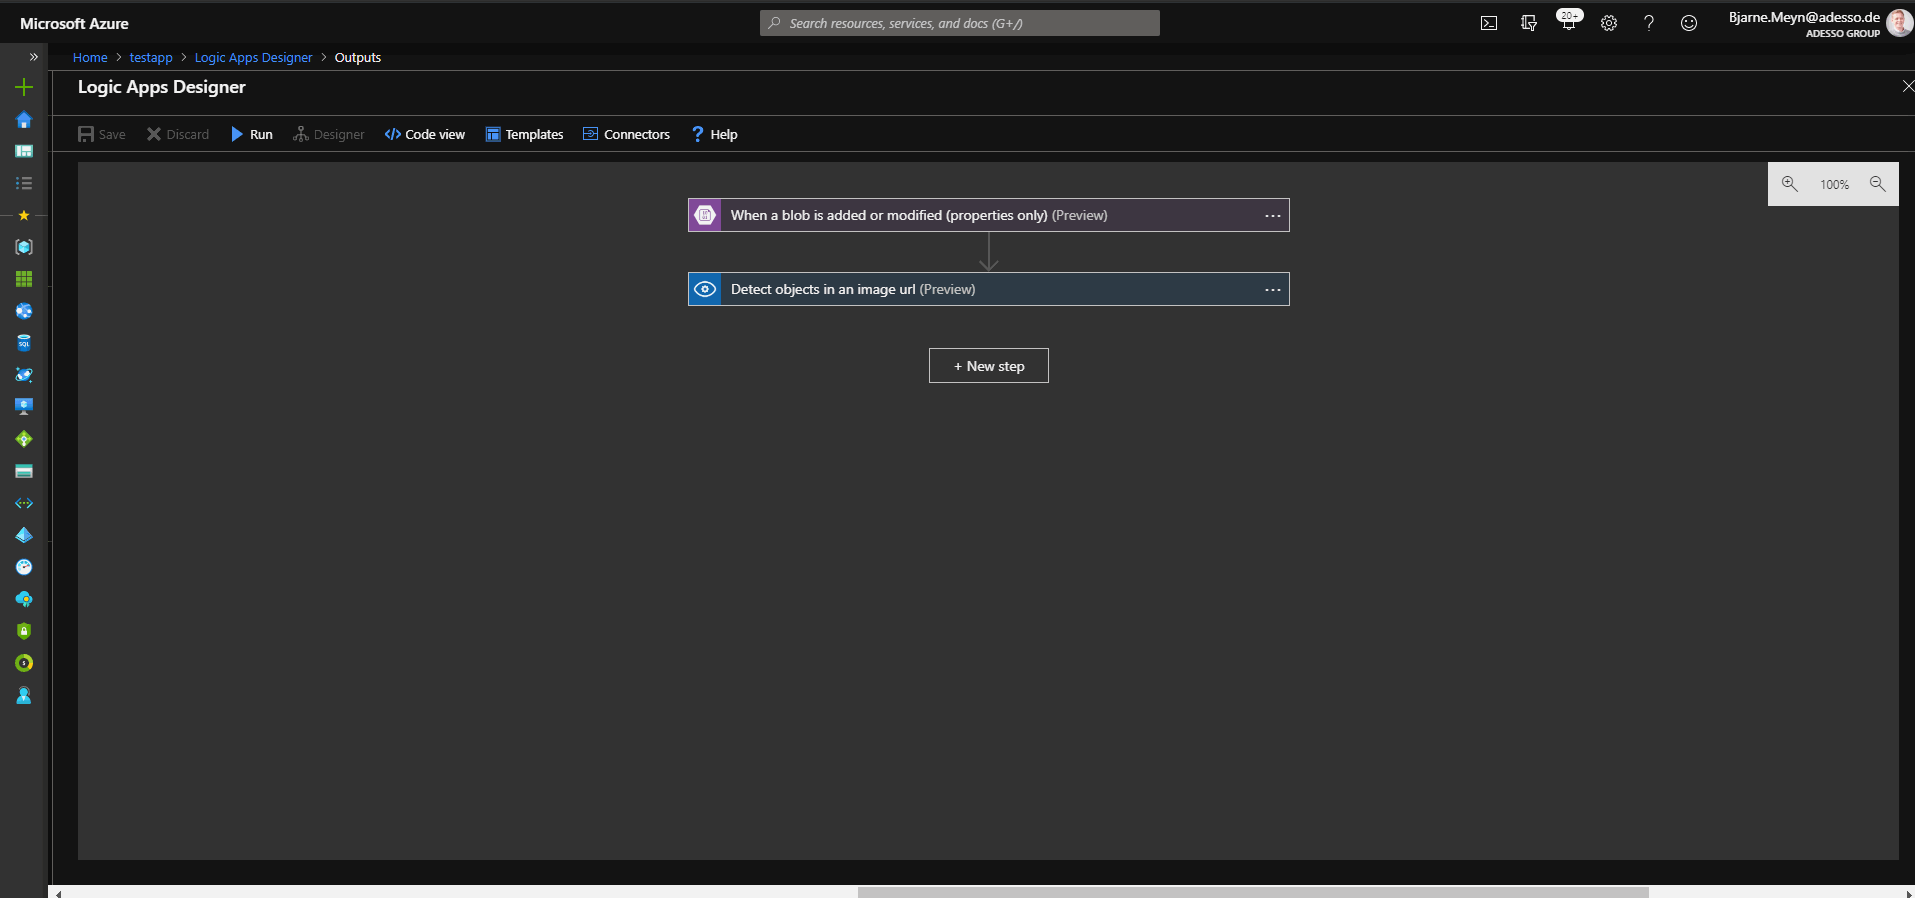 Microsoft Azure
Search resources, services, and docs (G+/)
20+
Bjarne.Meyn@adesso.de
ADESSO GROUP
Home > testapp > Logic Apps Designer > Outputs
Logic Apps Designer
Save Discard Run Designer Code view Templates Connectors ? Help
100%
When a blob is added or modified (properties only) (Preview)
Detect objects in an image url (Preview)
+ New step
SQL